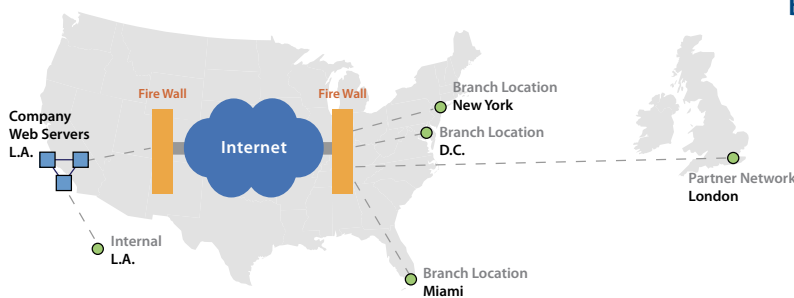 Fire Wall
Fire Wall
Internet
Company
Web Servers
L.A.
Internal
L.A.
Branch Location
New York
Branch Location
D.C.
Branch Location
Miami
Partner Network
London